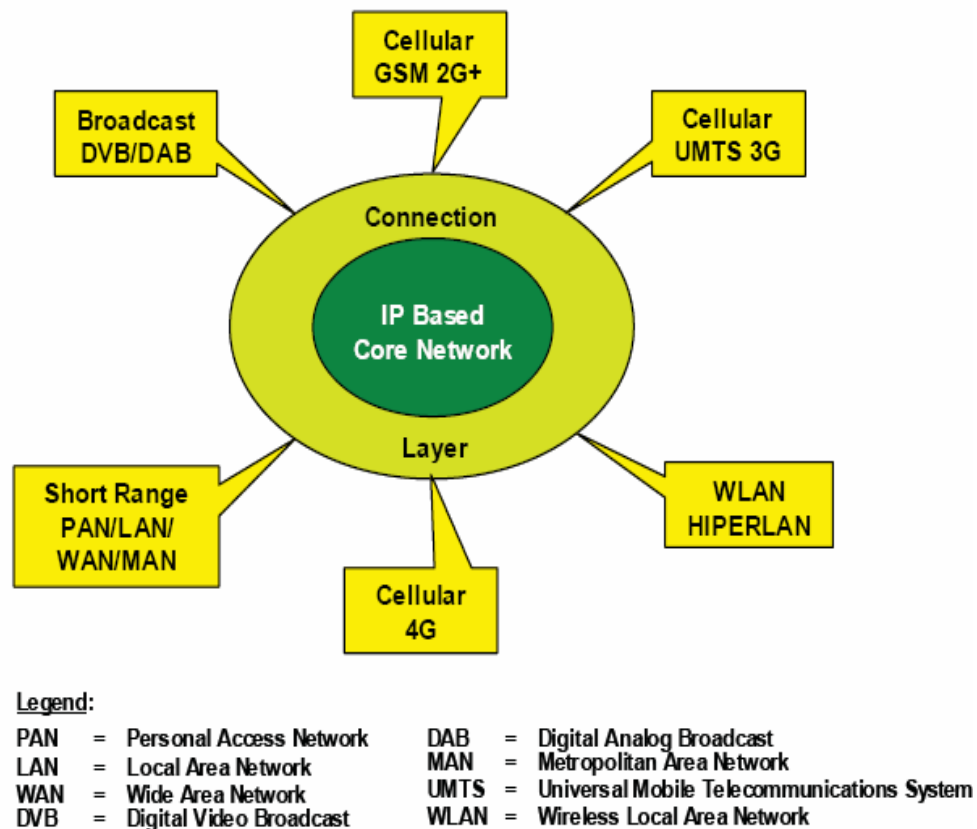 Cellular
GSM 2G+
Broadcast
DVB/DAB
Cellular
UMTS 3G
Connection
IP Based
Core Network
Layer
Short Range
PAN/LAN/
WAN/MAN
WLAN
HIPERLAN
Cellular
4G
Legend:
PAN = Personal Access Network
LAN = Local Area Network
WAN = Wide Area Network
DVB = Digital Video Broadcast
DAB = Digital Analog Broadcast
MAN = Metropolitan Area Network
UMTS = Universal Mobile Telecommunications System
WLAN = Wireless Local Area Network